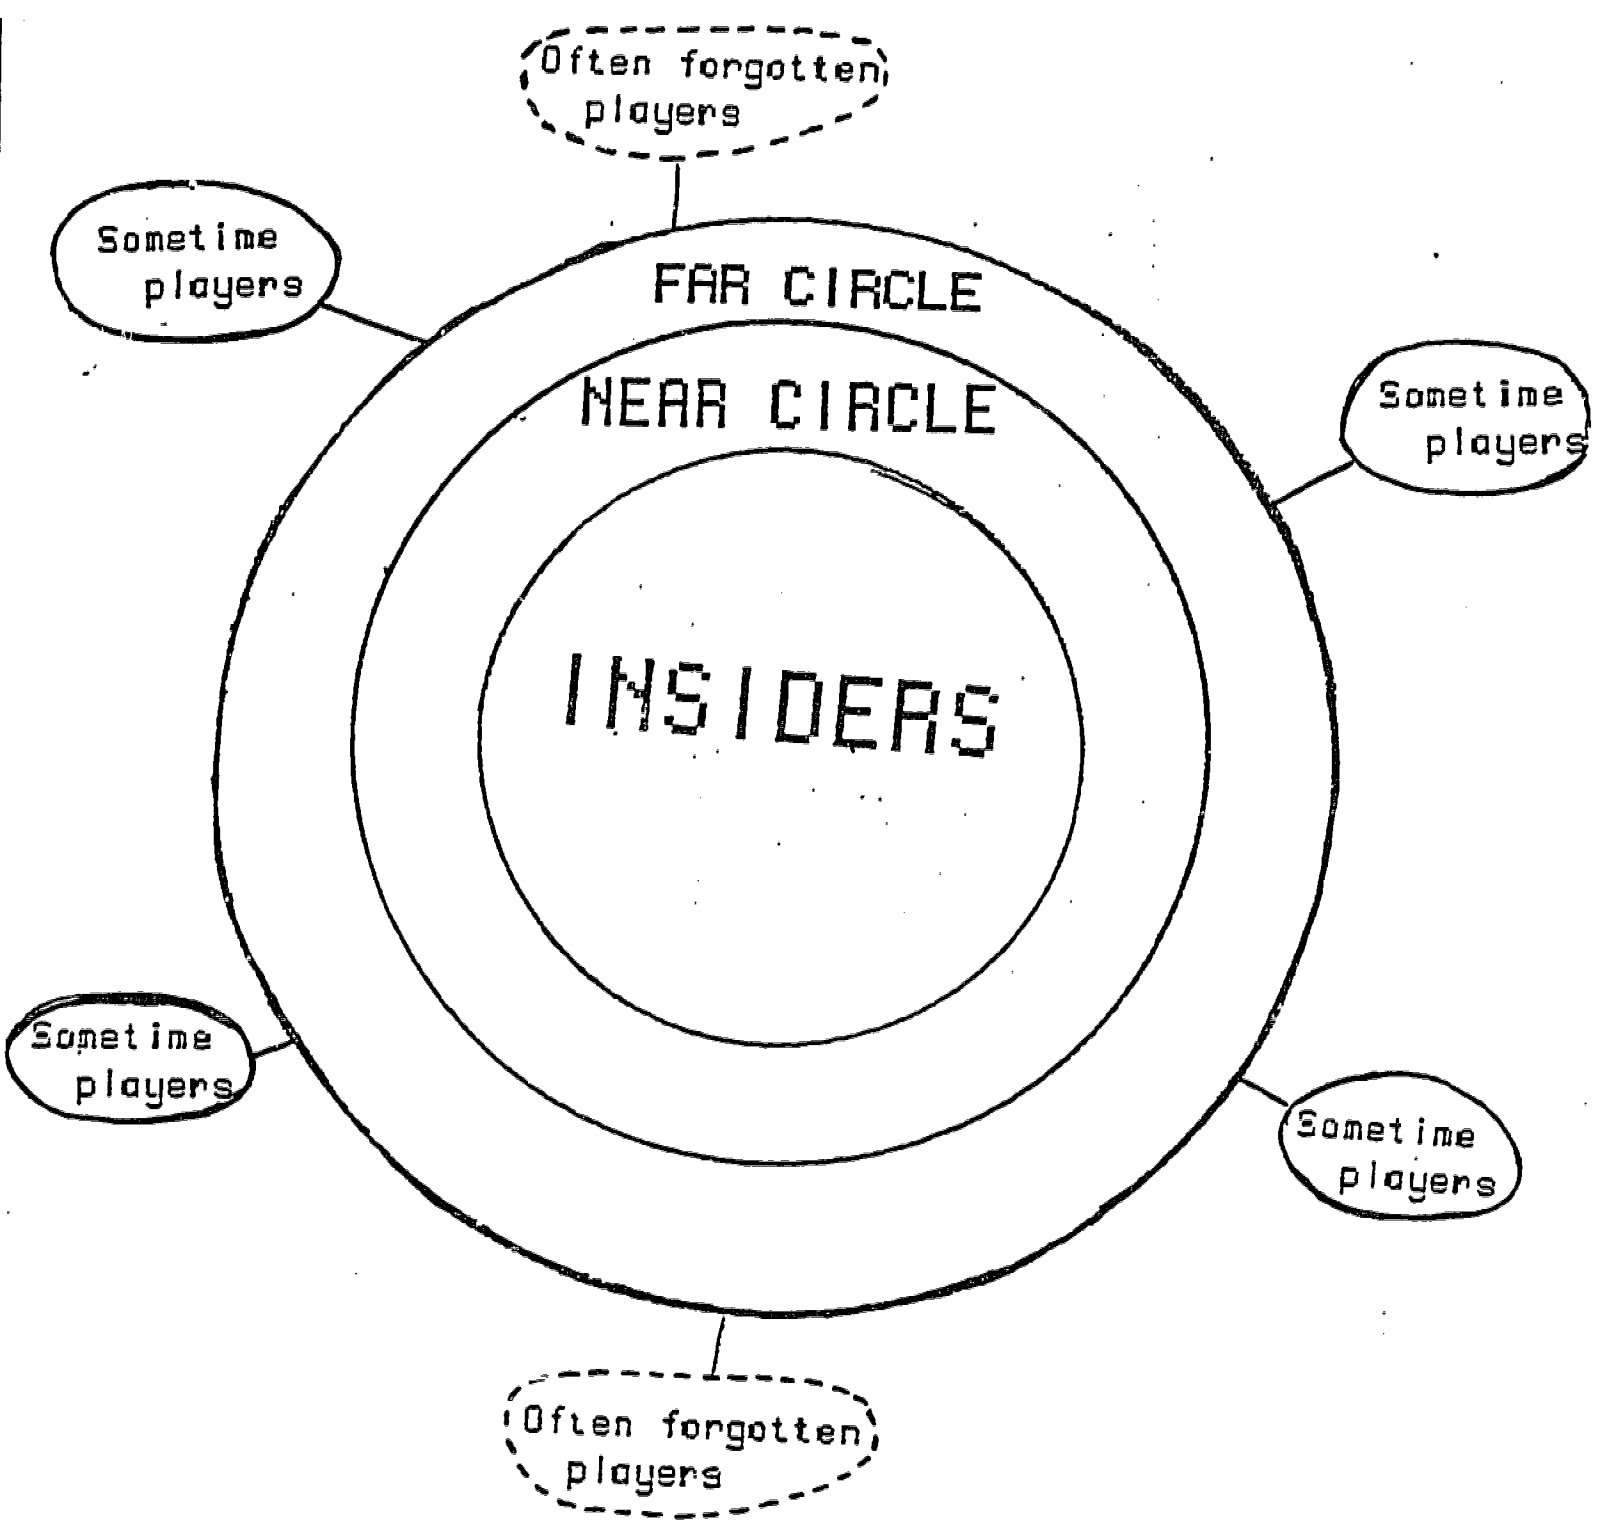 Often forgotten
players
Sometime
players
FAR CIRCLE
NEAR CIRCLE
Sometime
players
INSIDERS
Sometime
players
Sometime
players
Often forgotten
players